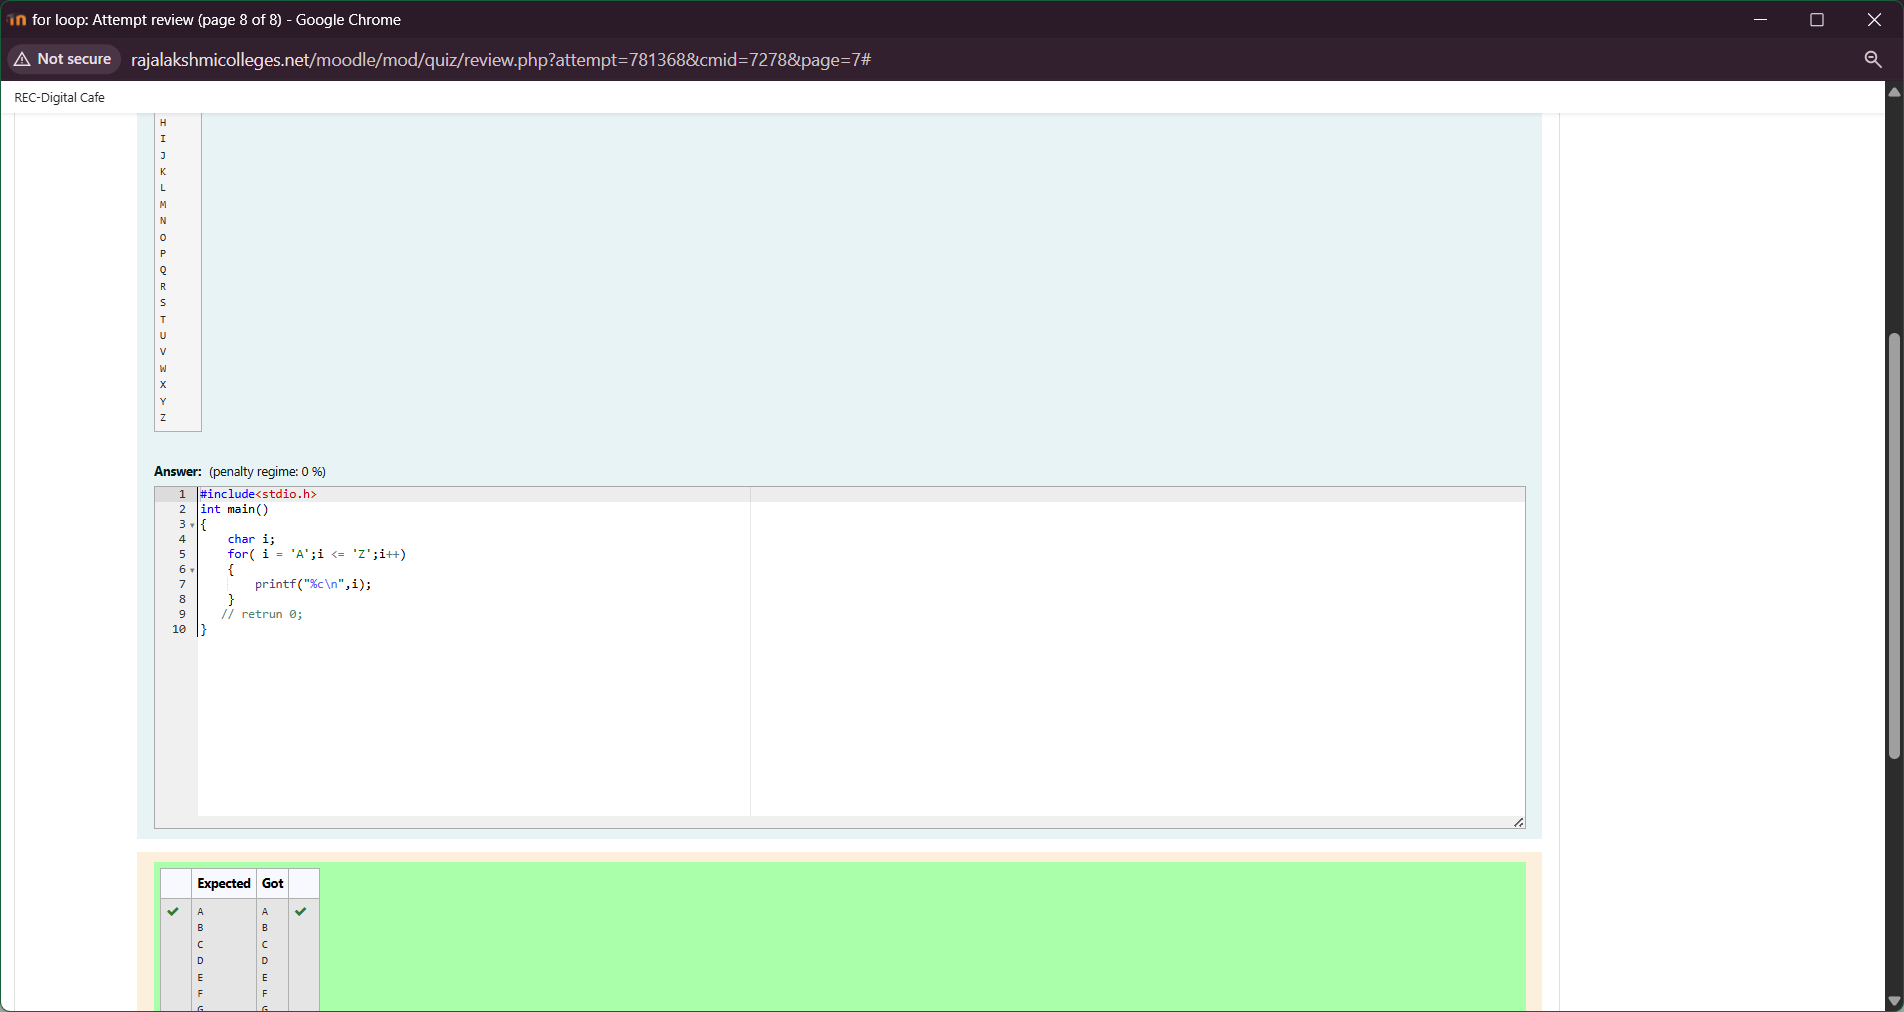 for loop: Attempt review (page 8 of 8) - Google Chrome
Not secure rajalakshmicolleges.net/moodle/mod/quiz/review.php?attempt=781368&cmid=7278&page=7#
REC-Digital Cafe
H
I
J
K
L
M
N
O
P
Q
R
S
T
U
V
W
X
Y
Z
Answer: (penalty regime: 0 %)
1 #include<stdio.h>
2 int main()
3 {
4 char i;
5 for( i = 'A';i <= 'Z';i++)
6 {
7 printf("%c\n",i);
8 }
9 // retrun 0;
10 }
Expected Got
A A
B B
C C
D D
E E
F F
G G